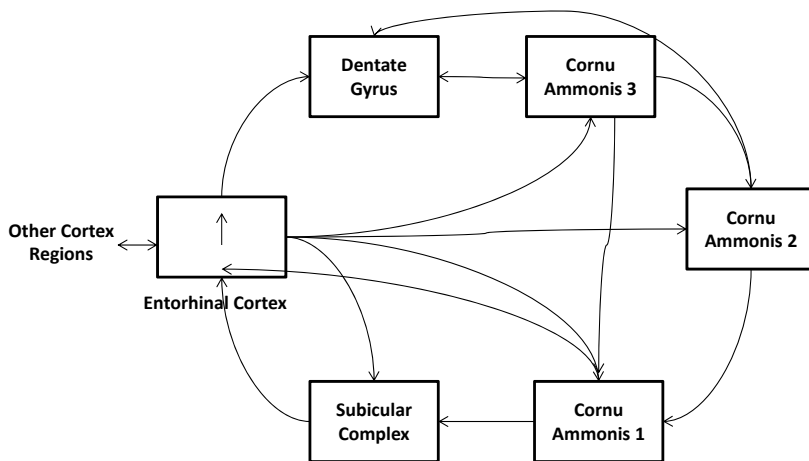 Dentate
Gyrus
Cornu
Ammonis 3
Other Cortex
Regions
Entorhinal Cortex
Cornu
Ammonis 2
Subicular
Complex
Cornu
Ammonis 1